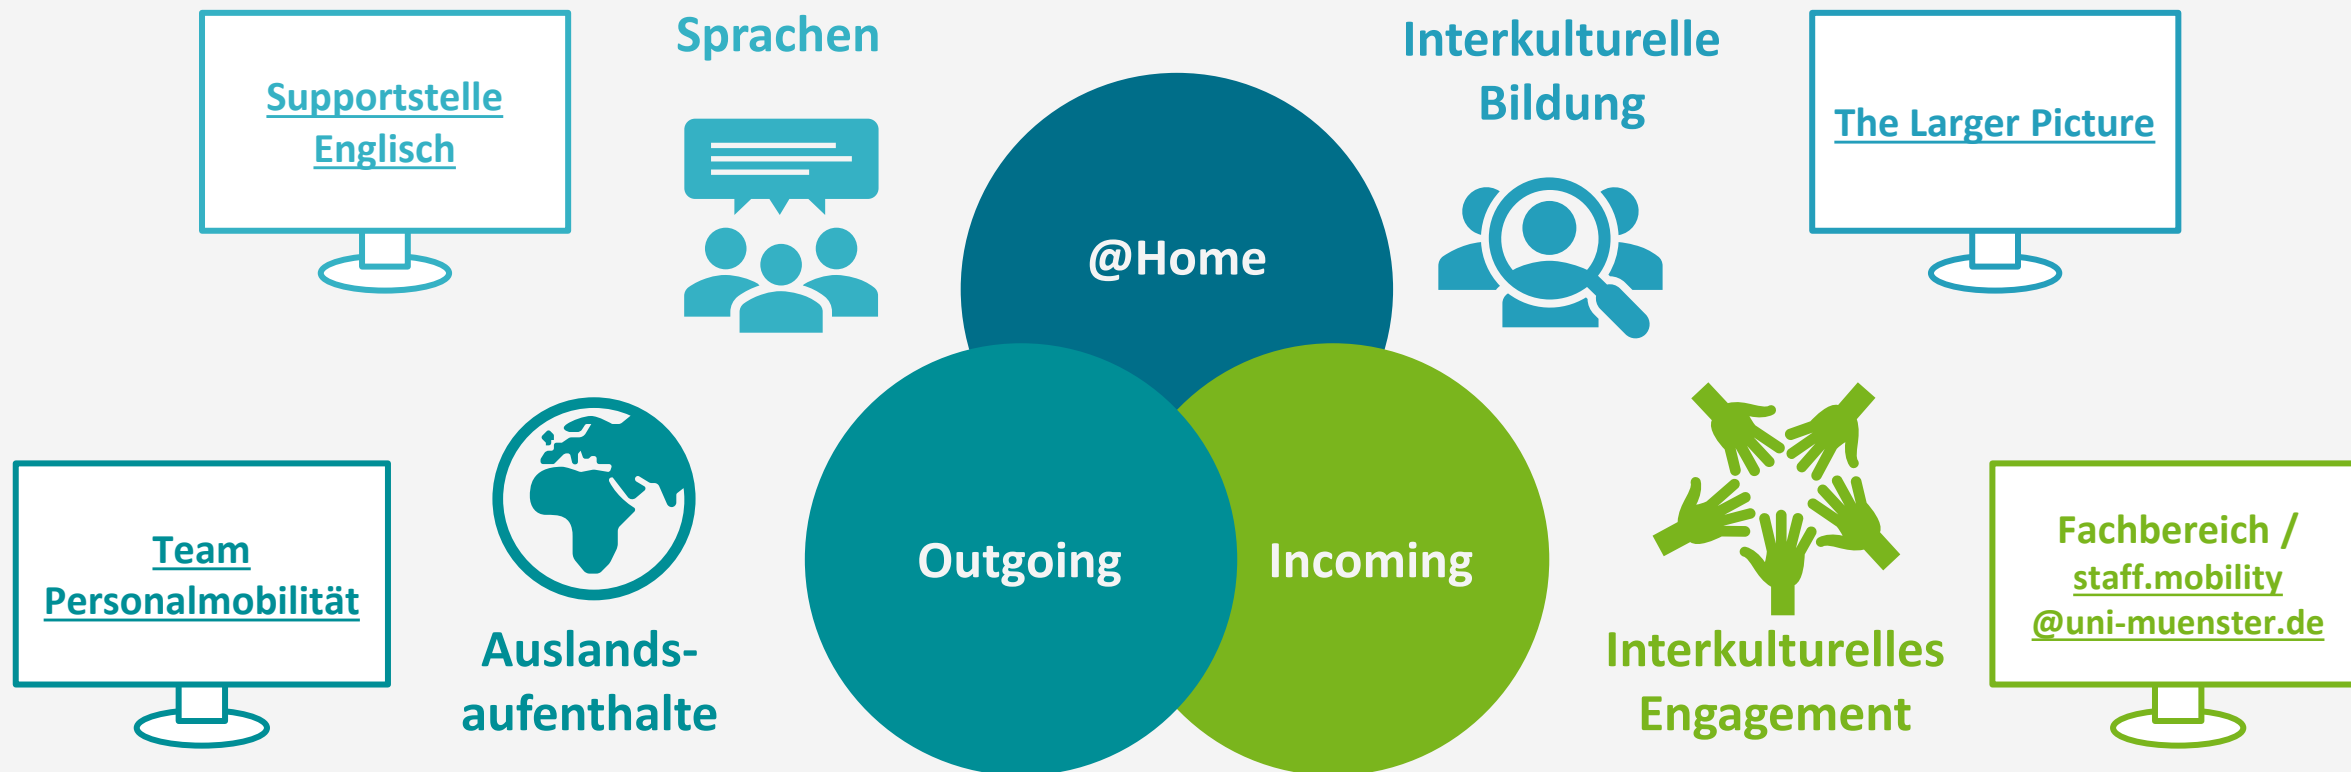 Supportstelle
Englisch
Sprachen
Interkulturelle
Bildung
The Larger Picture
@Home
Team
Personalmobilität
Auslands-
aufenthalte
Outgoing
Incoming
Interkulturelles
Engagement
Fachbereich /
staff.mobility
@uni-muenster.de